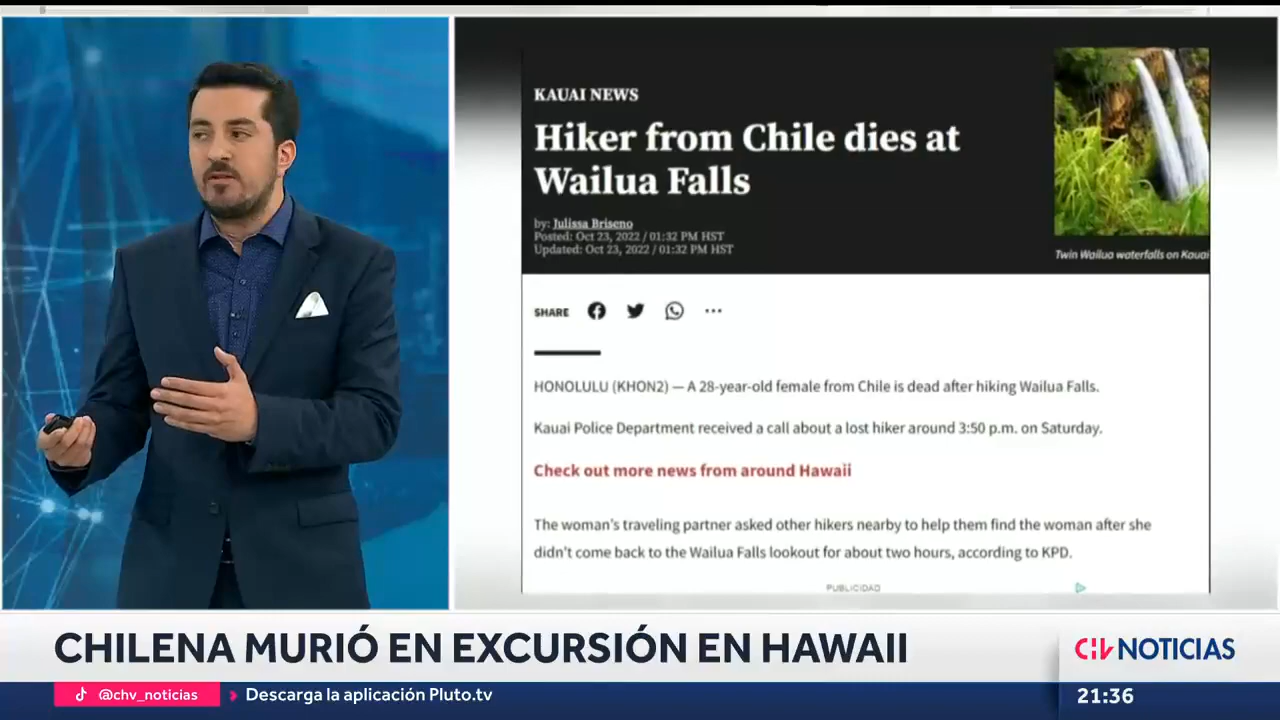 KAUAI NEWS
Hiker from Chile dies at
Wailua Falls
by: Julissa Briseno
Posted: Oct 23, 2022 / 01:32 PM HST
Updated: Oct 23, 2022 / 01:32 PM HST
Twin Wailua waterfalls on Kauai
SHARE
HONOLULU (KHON2) — A 28-year-old female from Chile is dead after hiking Wailua Falls.
Kauai Police Department received a call about a lost hiker around 3:50 p.m. on Saturday.
Check out more news from around Hawaii
The woman's traveling partner asked other hikers nearby to help them find the woman after she
didn't come back to the Wailua Falls lookout for about two hours, according to KPD.
PUBLICIDAD
CHILENA MURIÓ EN EXCURSIÓN EN HAWAII
CHV NOTICIAS
@chv_noticias
Descarga la aplicación Pluto.tv
21:36